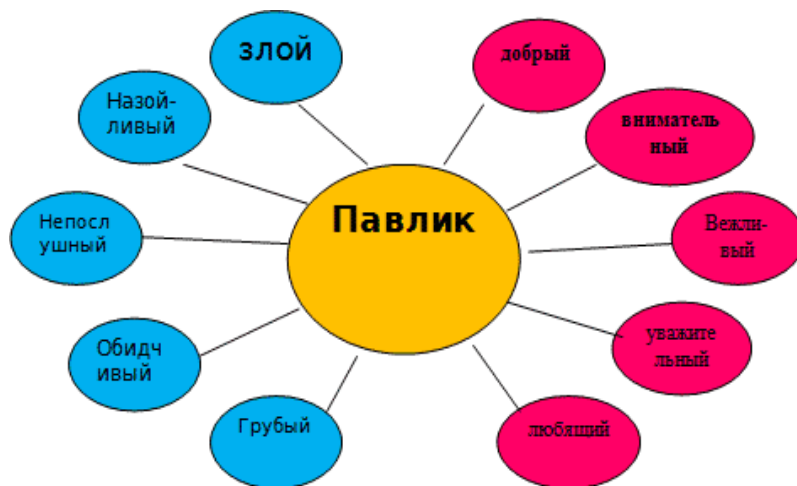 ЗЛОЙ
добрый
Назой-
ливый
вниматель
ный
Павлик
Непосл
ушный
Вежли-
вый
Обидч
ивый
уважите
льный
Грубый
любящий